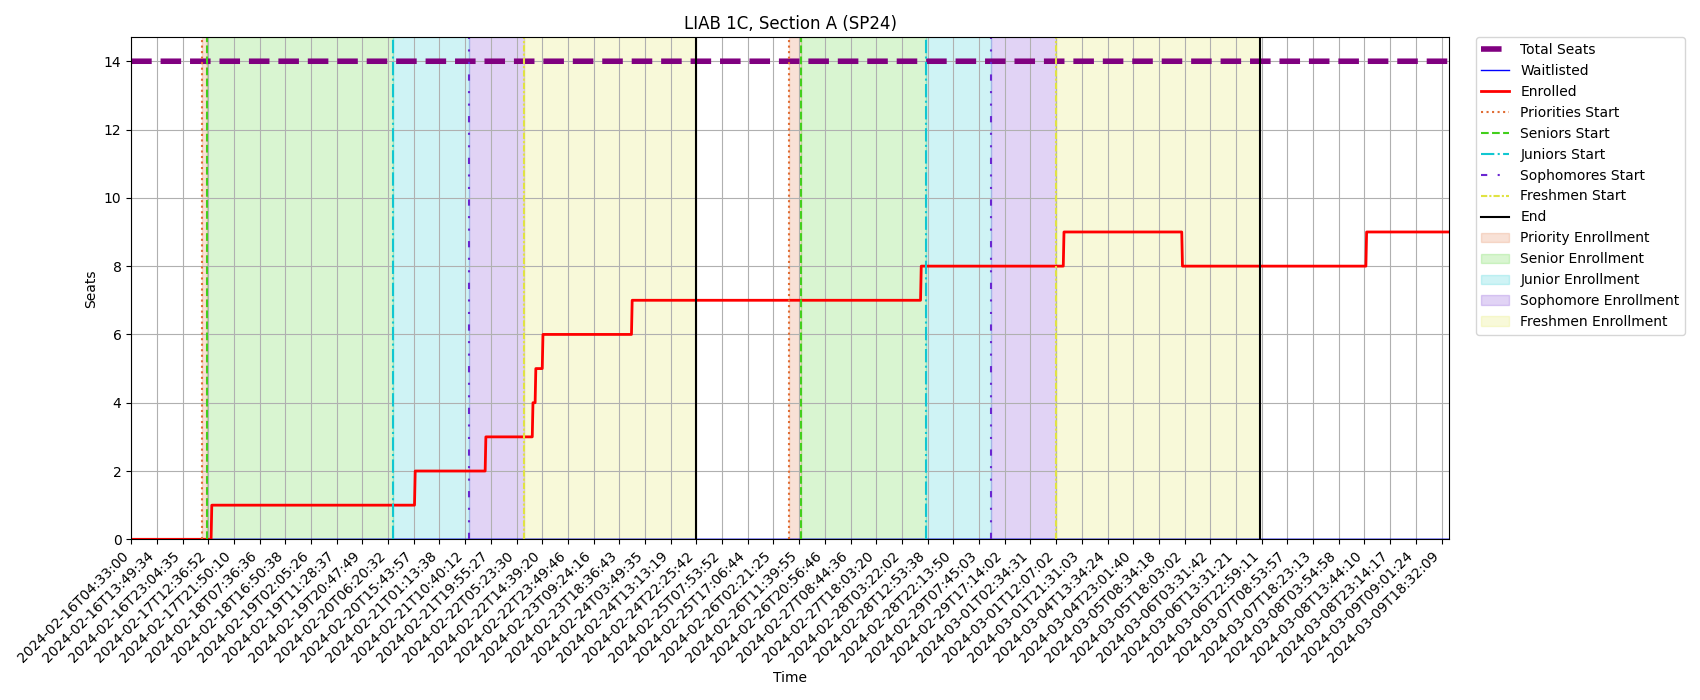 LIAB 1C, Section A (SP24)
Seats
14
12
10
8
6
4
2
0
2024-02-16T04:33:00
2024-02-16T13:49:34
2024-02-16T23:04:35
2024-02-17T12:36:52
2024-02-17T21:50:10
2024-02-18T07:36:36
2024-02-18T16:50:38
2024-02-19T02:05:26
2024-02-19T11:28:37
2024-02-19T20:47:49
2024-02-20T06:20:32
2024-02-20T15:43:57
2024-02-21T01:13:38
2024-02-21T10:40:12
2024-02-21T19:55:27
2024-02-22T05:23:30
2024-02-22T14:39:20
2024-02-22T23:49:46
2024-02-23T09:24:16
2024-02-23T18:36:43
2024-02-24T03:49:35
2024-02-24T13:13:19
2024-02-24T22:25:42
2024-02-25T07:53:52
2024-02-25T17:06:44
2024-02-26T02:21:25
2024-02-26T11:39:55
2024-02-26T20:56:46
2024-02-27T08:44:36
2024-02-27T18:03:20
2024-02-28T03:22:02
2024-02-28T12:53:38
2024-02-28T22:13:50
2024-02-29T07:45:03
2024-02-29T17:14:02
2024-03-01T02:34:31
2024-03-01T12:07:02
2024-03-01T21:31:03
2024-03-04T13:34:24
2024-03-04T23:01:40
2024-03-05T08:34:18
2024-03-05T18:03:02
2024-03-06T03:31:42
2024-03-06T13:31:21
2024-03-06T22:59:11
2024-03-07T08:53:57
2024-03-07T18:23:13
2024-03-08T03:54:58
2024-03-08T13:44:10
2024-03-08T23:14:17
2024-03-09T09:01:24
2024-03-09T18:32:09
Time
Total Seats
Waitlisted
Enrolled
Priorities Start
Seniors Start
Juniors Start
Sophomores Start
Freshmen Start
End
Priority Enrollment
Senior Enrollment
Junior Enrollment
Sophomore Enrollment
Freshmen Enrollment